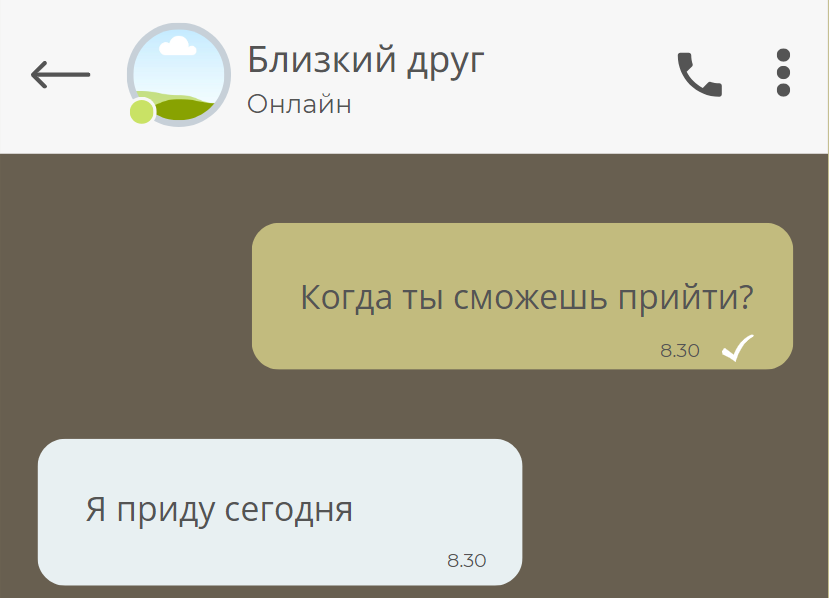 Близкий друг
Онлайн
Когда ты сможешь прийти?
8.30
Я приду сегодня
8.30